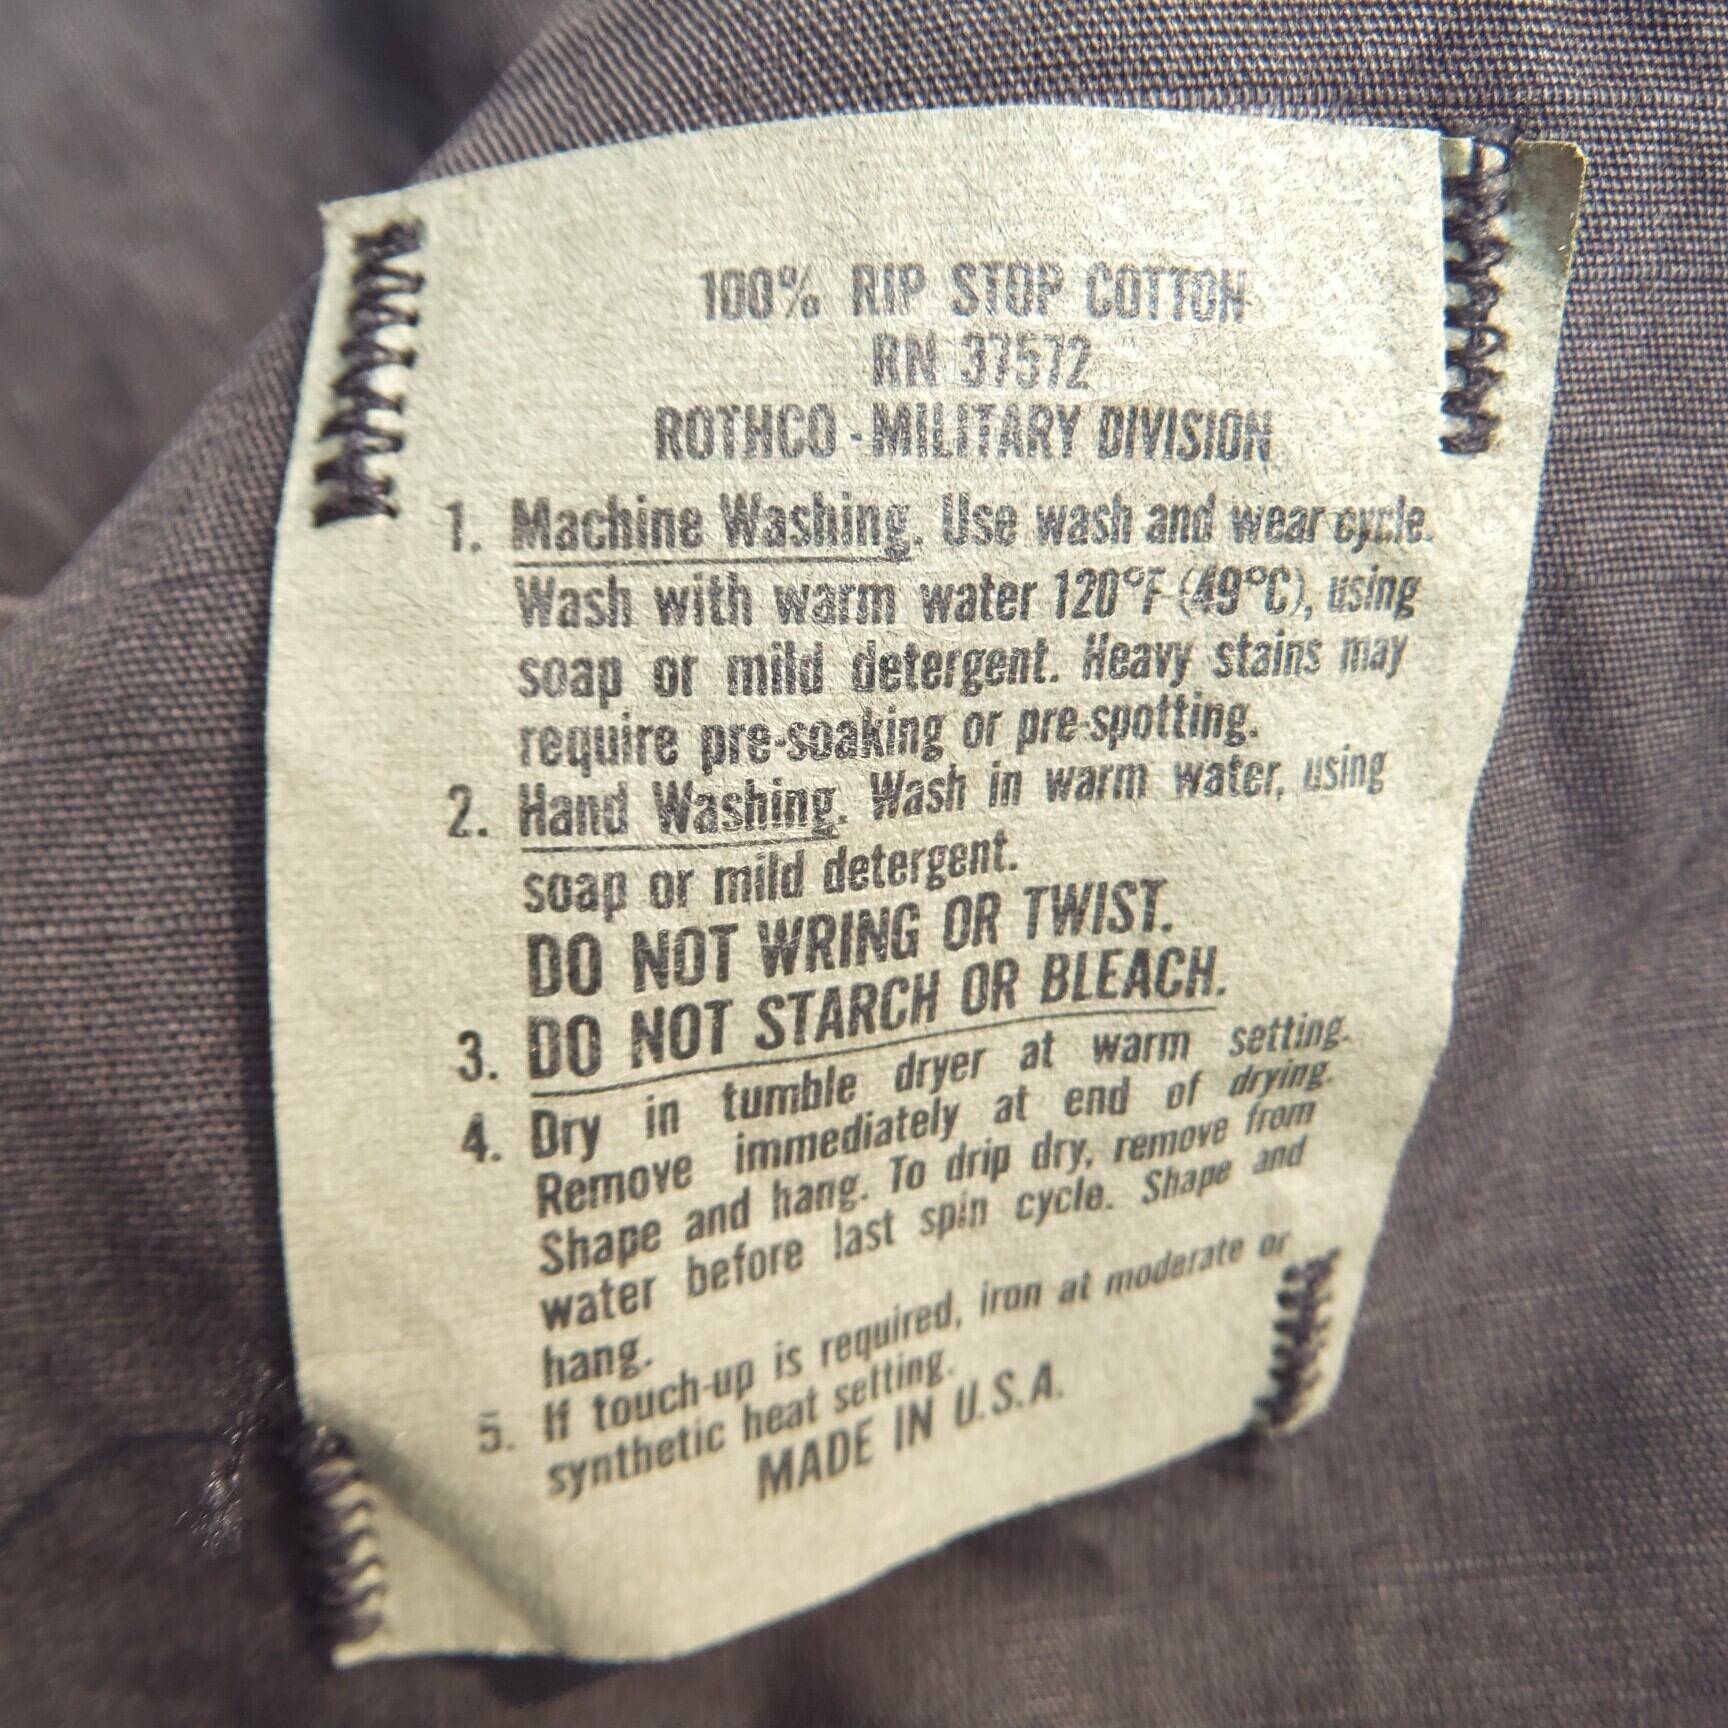 100% RIP STOP COTTON
RN 37572
ROTHCO - MILITARY DIVISION
1. Machine Washing. Use wash and wear cycle.
Wash with warm water 120°F (49°C), using
soap or mild detergent. Heavy stains may
require pre-soaking or pre-spotting.
2. Hand Washing. Wash in warm water, using
soap or mild detergent.
DO NOT WRING OR TWIST.
3. DO NOT STARCH OR BLEACH.
4. Dry in tumble dryer at warm setting.
Remove immediately at end of drying.
Shape and hang. To drip dry, remove from
water before last spin cycle. Shape and
hang.
5. If touch-up is required, iron at moderate or
synthetic heat setting.
MADE IN U.S.A.